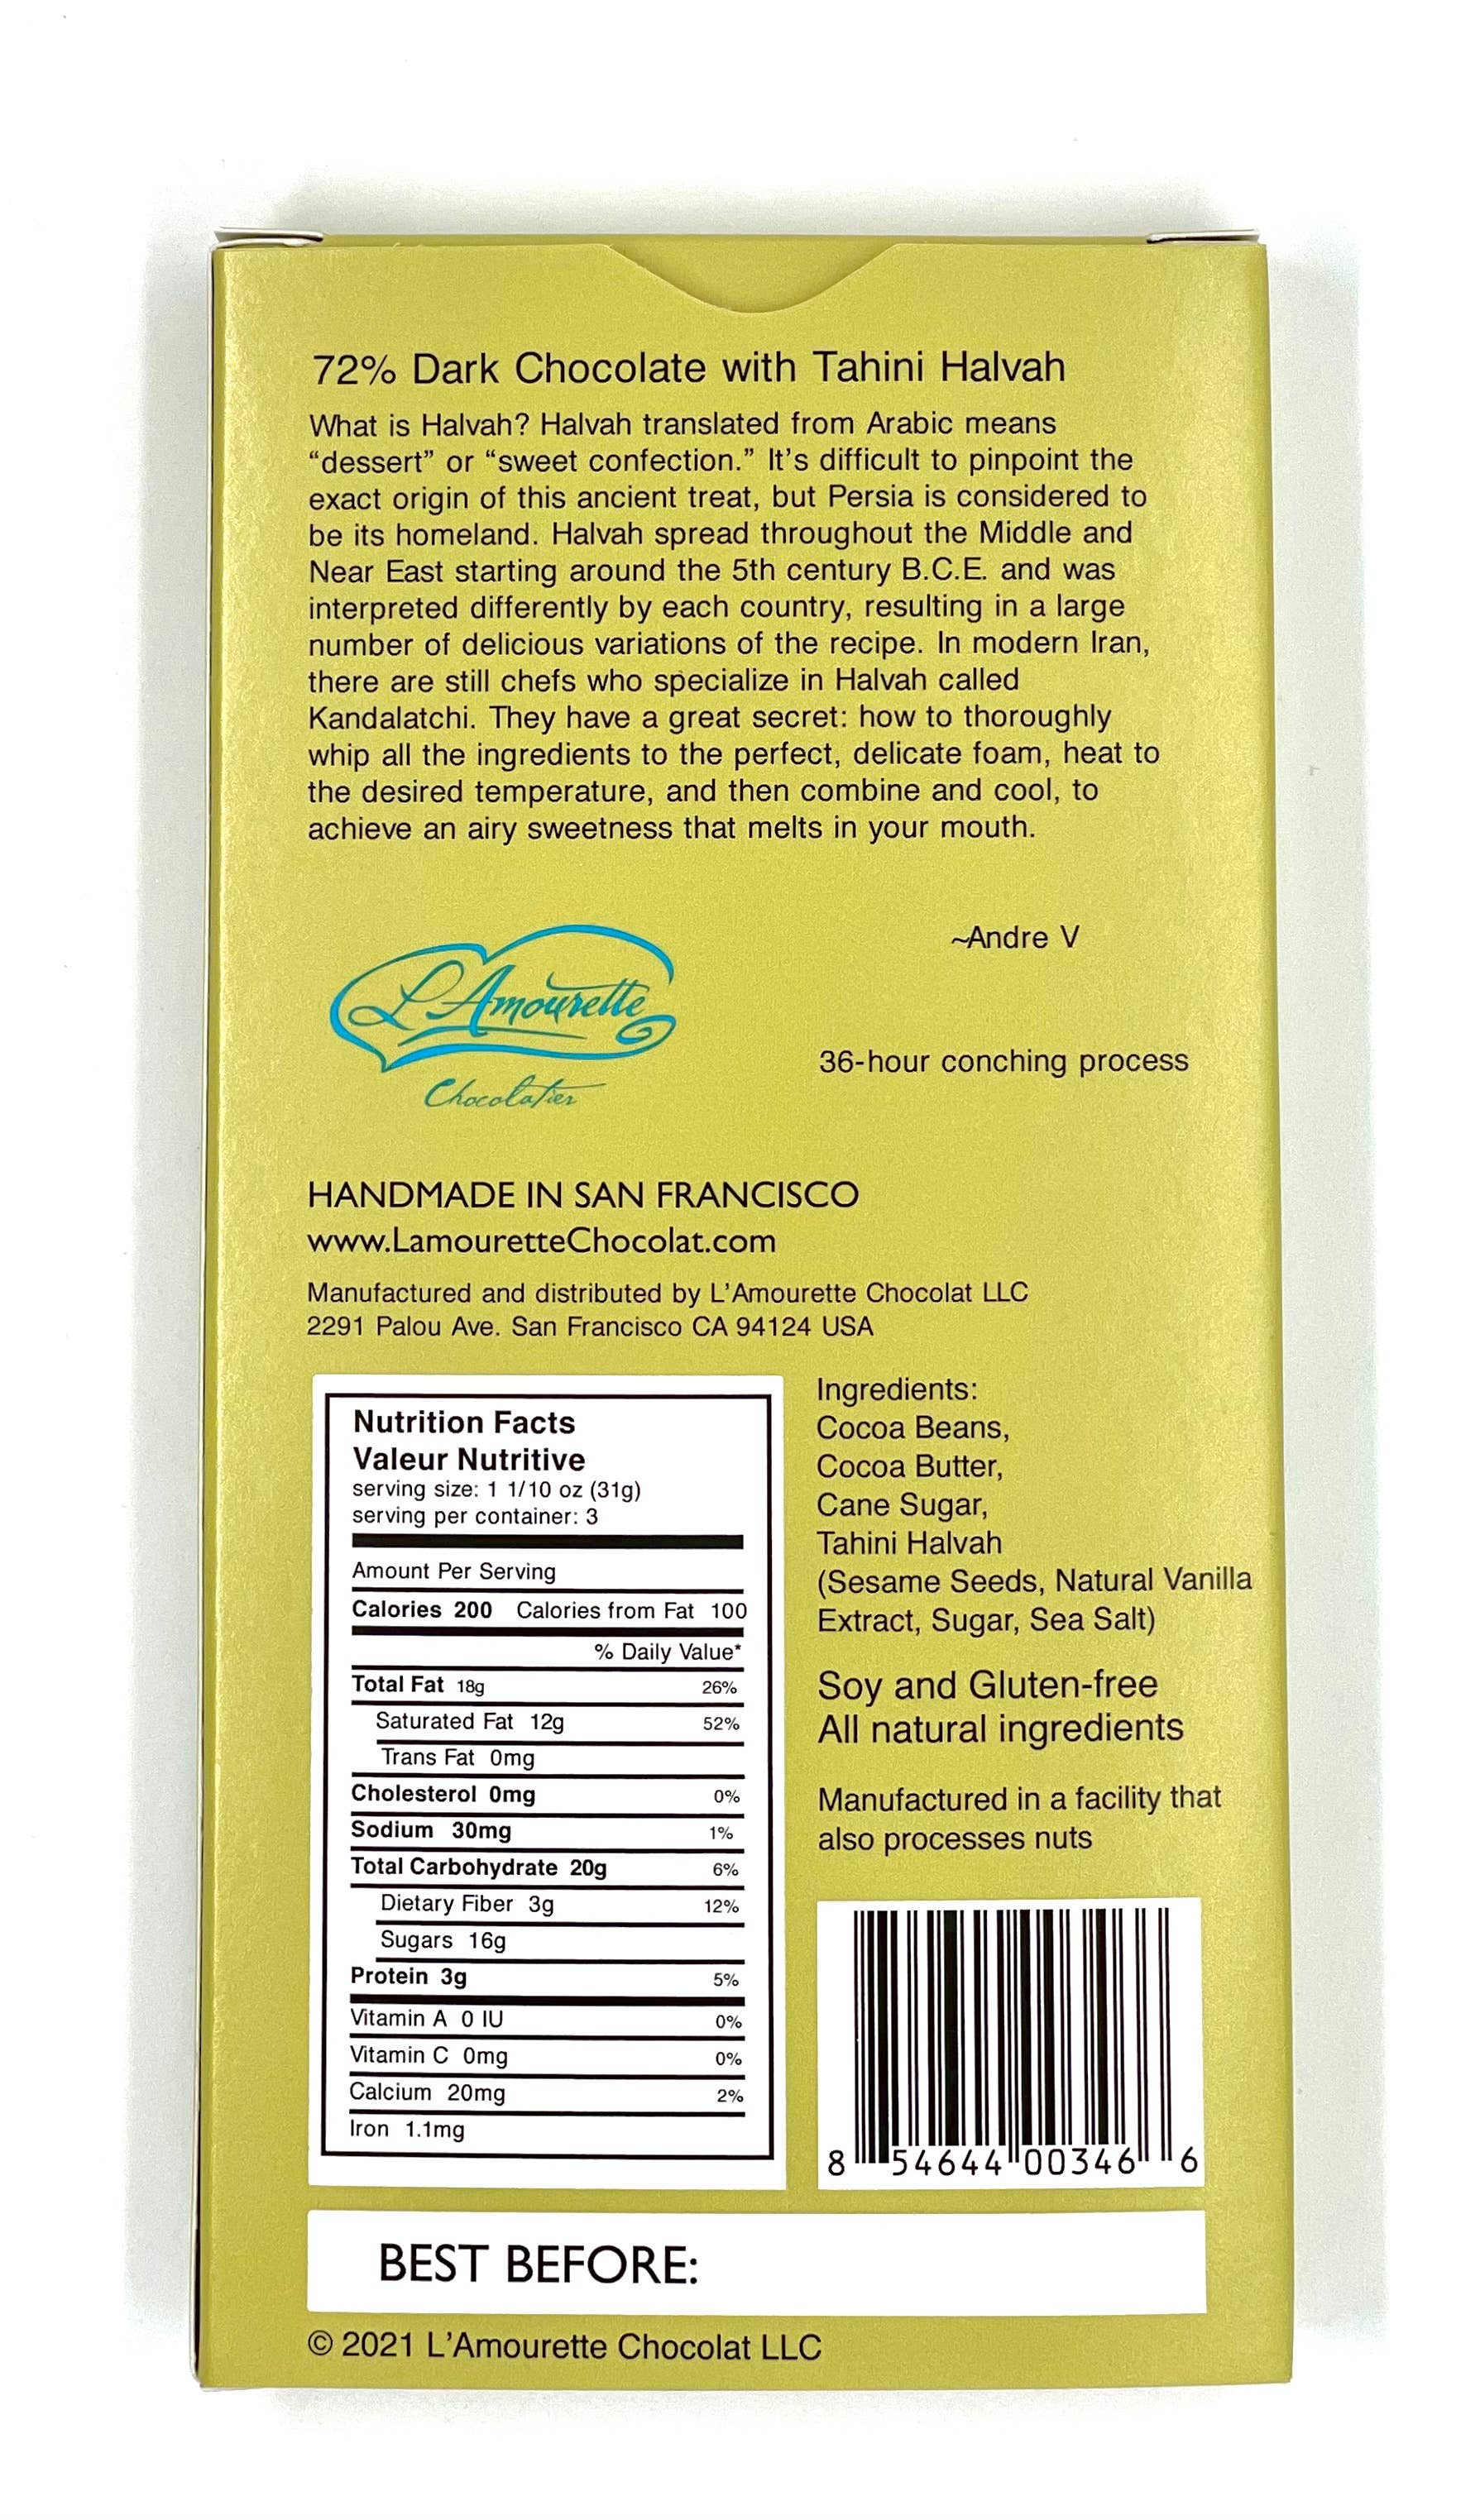 72% Dark Chocolate with Tahini Halvah
What is Halvah? Halvah translated from Arabic means
“dessert” or “sweet confection.” It’s difficult to pinpoint the
exact origin of this ancient treat, but Persia is considered to
be its homeland. Halvah spread throughout the Middle and
Near East starting around the 5th century B.C.E. and was
interpreted differently by each country, resulting in a large
number of delicious variations of the recipe. In modern Iran,
there are still chefs who specialize in Halvah called
Kandalatchi. They have a great secret: how to thoroughly
whip all the ingredients to the perfect, delicate foam, heat to
the desired temperature, and then combine and cool, to
achieve an airy sweetness that melts in your mouth.
~Andre V
L'Amourette
Chocolatier
36-hour conching process
HANDMADE IN SAN FRANCISCO
www.LamouretteChocolat.com
Manufactured and distributed by L’Amourette Chocolat LLC
2291 Palou Ave. San Francisco CA 94124 USA
Nutrition Facts
Valeur Nutritive
serving size: 1 1/10 oz (31g)
serving per container: 3
Amount Per Serving
Calories 200 Calories from Fat 100
% Daily Value*
Total Fat 18g 26%
Saturated Fat 12g 52%
Trans Fat 0mg
Cholesterol 0mg 0%
Sodium 30mg 1%
Total Carbohydrate 20g 6%
Dietary Fiber 3g 12%
Sugars 16g
Protein 3g 5%
Vitamin A 0 IU 0%
Vitamin C 0mg 0%
Calcium 20mg 2%
Iron 1.1mg
Ingredients:
Cocoa Beans,
Cocoa Butter,
Cane Sugar,
Tahini Halvah
(Sesame Seeds, Natural Vanilla
Extract, Sugar, Sea Salt)
Soy and Gluten-free
All natural ingredients
Manufactured in a facility that
also processes nuts
8 54644 00346 6
BEST BEFORE:
© 2021 L’Amourette Chocolat LLC